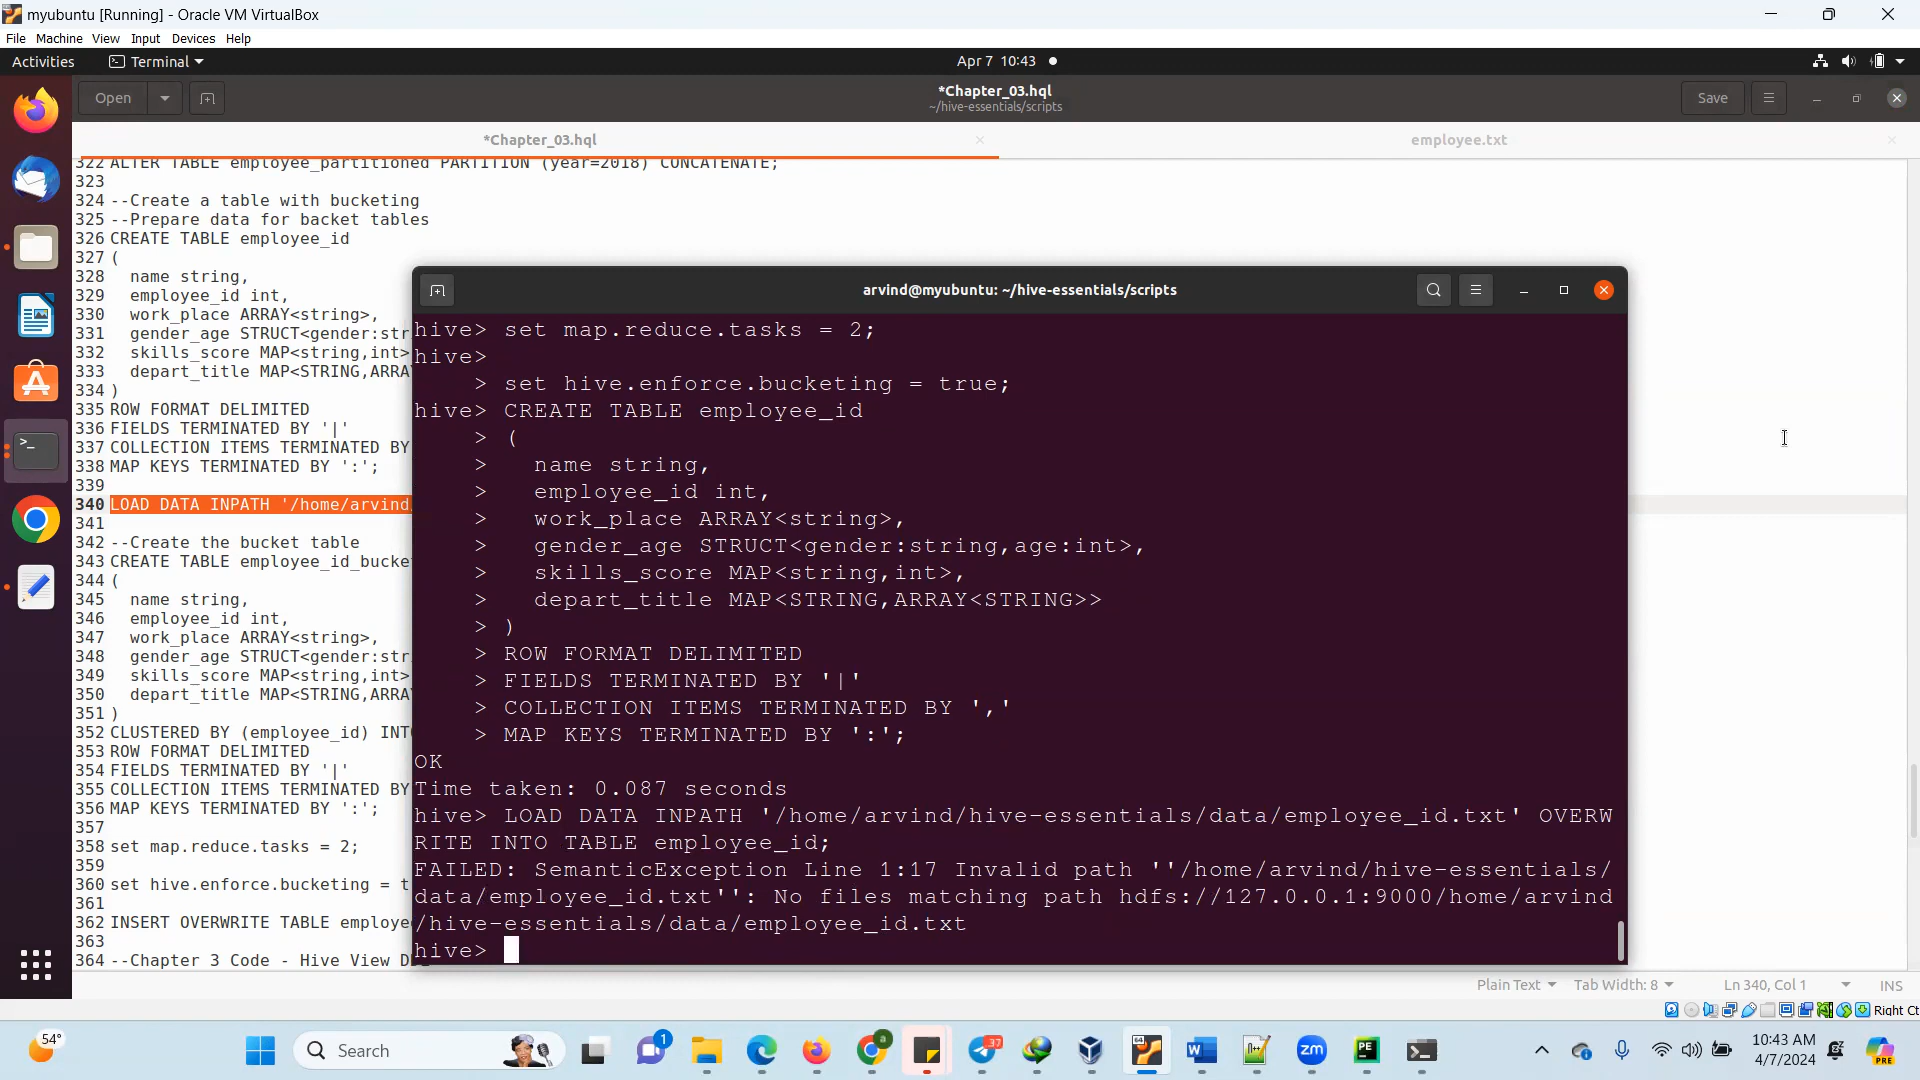 myubuntu [Running] - Oracle VM VirtualBox
File Machine View Input Devices Help
Activities Terminal Apr 7 10:43
Open *Chapter_03.hql Save
~/hive-essentials/scripts
*Chapter_03.hql employee.txt
322 ALTER TABLE employee_partitioned PARTITION (year=2018) CONCATENATE;
323
324 --Create a table with bucketing
325 --Prepare data for backet tables
326 CREATE TABLE employee_id
327 (
328 name string,
329 employee_id int,
330 work_place ARRAY<string>,
331 gender_age STRUCT<gender:str
332 skills_score MAP<string,int>
333 depart_title MAP<STRING,ARRA
334 )
335 ROW FORMAT DELIMITED
336 FIELDS TERMINATED BY '|'
337 COLLECTION ITEMS TERMINATED BY
338 MAP KEYS TERMINATED BY ':';
339
340 LOAD DATA INPATH '/home/arvind
341
342 --Create the bucket table
343 CREATE TABLE employee_id_bucke
344 (
345 name string,
346 employee_id int,
347 work_place ARRAY<string>,
348 gender_age STRUCT<gender:str
349 skills_score MAP<string,int>
350 depart_title MAP<STRING,ARRA
351 )
352 CLUSTERED BY (employee_id) INT
353 ROW FORMAT DELIMITED
354 FIELDS TERMINATED BY '|'
355 COLLECTION ITEMS TERMINATED BY
356 MAP KEYS TERMINATED BY ':';
357
358 set map.reduce.tasks = 2;
359
360 set hive.enforce.bucketing = t
361
362 INSERT OVERWRITE TABLE employe
363
364 --Chapter 3 Code - Hive View D
arvind@myubuntu: ~/hive-essentials/scripts
hive> set map.reduce.tasks = 2;
hive>
> set hive.enforce.bucketing = true;
hive> CREATE TABLE employee_id
> (
> name string,
> employee_id int,
> work_place ARRAY<string>,
> gender_age STRUCT<gender:string,age:int>,
> skills_score MAP<string,int>,
> depart_title MAP<STRING,ARRAY<STRING>>
> )
> ROW FORMAT DELIMITED
> FIELDS TERMINATED BY '|'
> COLLECTION ITEMS TERMINATED BY ','
> MAP KEYS TERMINATED BY ':';
OK
Time taken: 0.087 seconds
hive> LOAD DATA INPATH '/home/arvind/hive-essentials/data/employee_id.txt' OVERW
RITE INTO TABLE employee_id;
FAILED: SemanticException Line 1:17 Invalid path ''/home/arvind/hive-essentials/
data/employee_id.txt'': No files matching path hdfs://127.0.0.1:9000/home/arvind
/hive-essentials/data/employee_id.txt
hive>
Plain Text Tab Width: 8 Ln 340, Col 1 INS
Right Ct
54°
Search
1
a
37
64
W
zm
PE
10:43 AM
4/7/2024
PRE